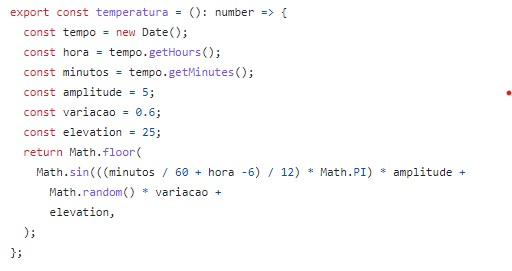 export const temperatura = (): number => {
const tempo = new Date();
const hora = tempo.getHours();
const minutos = tempo.getMinutes();
const amplitude = 5;
const variacao = 0.6;
const elevation = 25;
return Math.floor(
Math.sin(((minutos / 60 + hora -6) / 12) * Math.PI) * amplitude +
Math.random() * variacao +
elevation,
);
};